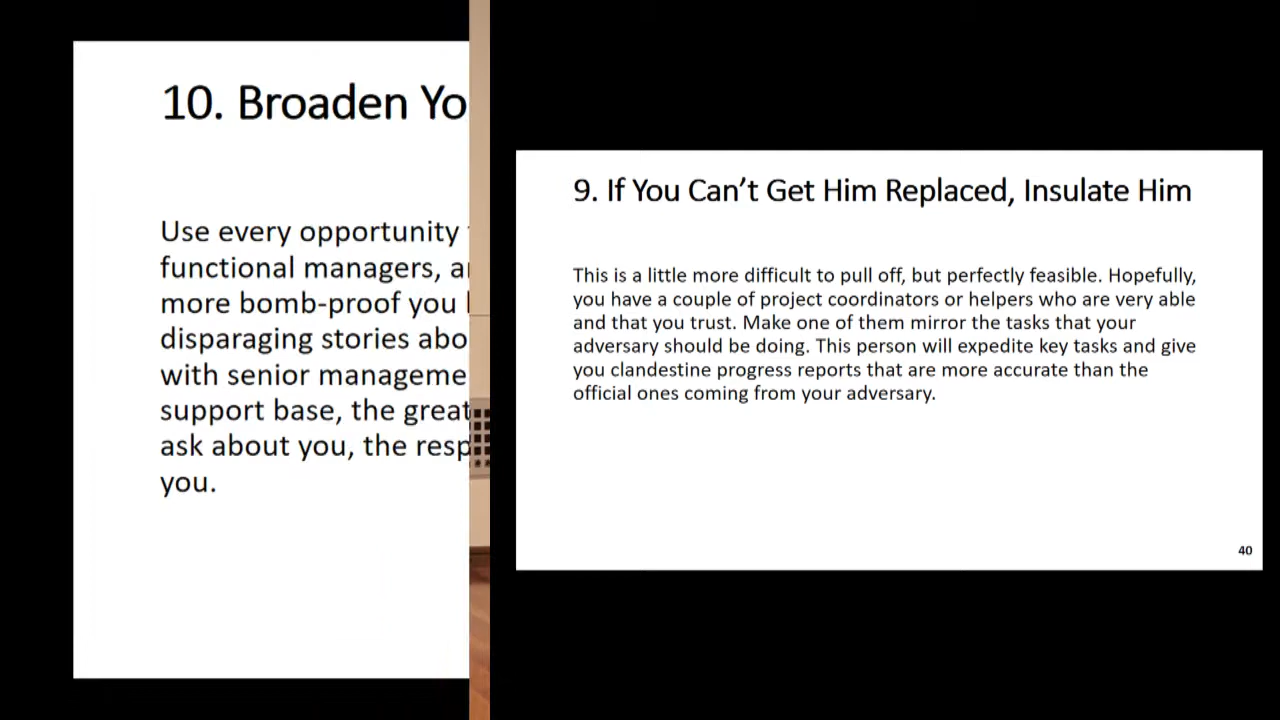 10. Broaden Yo
Use every opportunity
functional managers, a
more bomb-proof you
disparaging stories abo
with senior manageme
support base, the great
ask about you, the resp
you.
9. If You Can’t Get Him Replaced, Insulate Him
This is a little more difficult to pull off, but perfectly feasible. Hopefully,
you have a couple of project coordinators or helpers who are very able
and that you trust. Make one of them mirror the tasks that your
adversary should be doing. This person will expedite key tasks and give
you clandestine progress reports that are more accurate than the
official ones coming from your adversary.
40